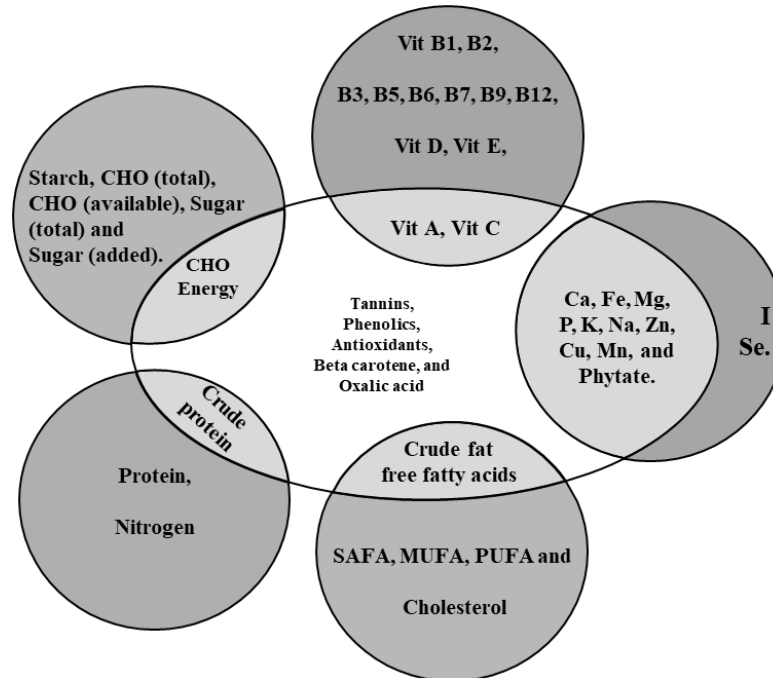 Vit B1, B2,
B3, B5, B6, B7, B9, B12,
Vit D, Vit E,
Vit A, Vit C
Starch, CHO (total),
CHO (available), Sugar
(total) and
Sugar (added).
CHO
Energy
Tannins,
Phenolics,
Antioxidants,
Beta carotene, and
Oxalic acid
Ca, Fe, Mg,
P, K, Na, Zn,
Cu, Mn, and
Phytate.
I
Se.
Crude
protein
Protein,
Nitrogen
Crude fat
free fatty acids
SAFA, MUFA, PUFA and
Cholesterol